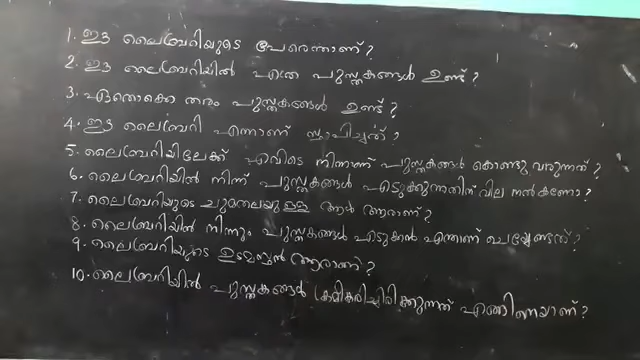 1. ഈ ലൈബ്രറിയുടെ പേരെന്താണ്?
2. ഈ ലൈബ്രറിയിൽ എത്ര പുസ്തകങ്ങൾ ഉണ്ട്?
3. ഏതൊക്കെ തരം പുസ്തകങ്ങൾ ഉണ്ട്?
4. ഈ ലൈബ്രറി എന്നാണ് സ്ഥാപിച്ചത്?
5. ലൈബ്രറിയിലേക്ക് എവിടെ നിന്നാണ് പുസ്തകങ്ങൾ കൊണ്ടു വരുന്നത്?
6. ലൈബ്രറിയിൽ നിന്ന് പുസ്തകങ്ങൾ എടുക്കുന്നതിന് വില നൽകണോ?
7. ലൈബ്രറിയുടെ ചുമതലയുള്ള ആൾ ആരാണ്?
8. ലൈബ്രറിയിൽ നിന്നും പുസ്തകങ്ങൾ എടുക്കാൻ എന്താണ് ചെയ്യേണ്ടത്?
9. ലൈബ്രറിയുടെ ഉടമസ്ഥൻ ആരാണ്?
10. ലൈബ്രറിയിൽ പുസ്തകങ്ങൾ ക്രമീകരിച്ചിരിക്കുന്നത് എങ്ങിനെയാണ്?